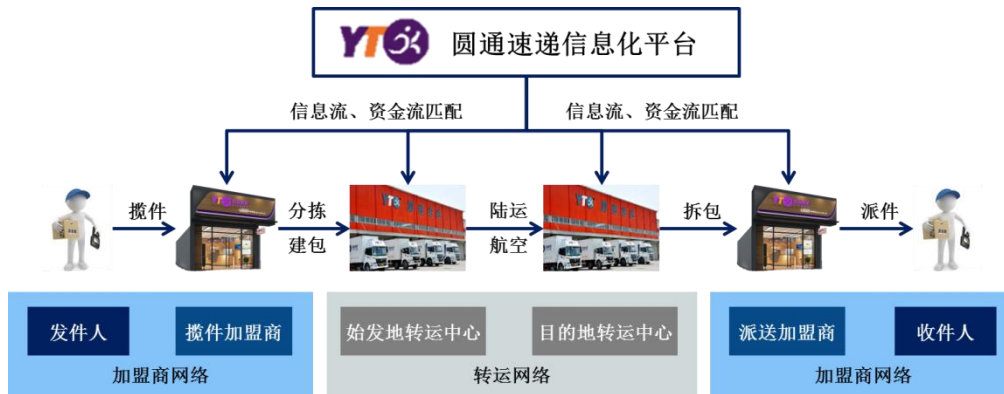 YTO 圆通速递信息化平台
信息流、资金流匹配
信息流、资金流匹配
揽件
分拣
建包
陆运
航空
拆包
派件
发件人
揽件加盟商
始发地转运中心
目的地转运中心
派送加盟商
收件人
加盟商网络
转运网络
加盟商网络